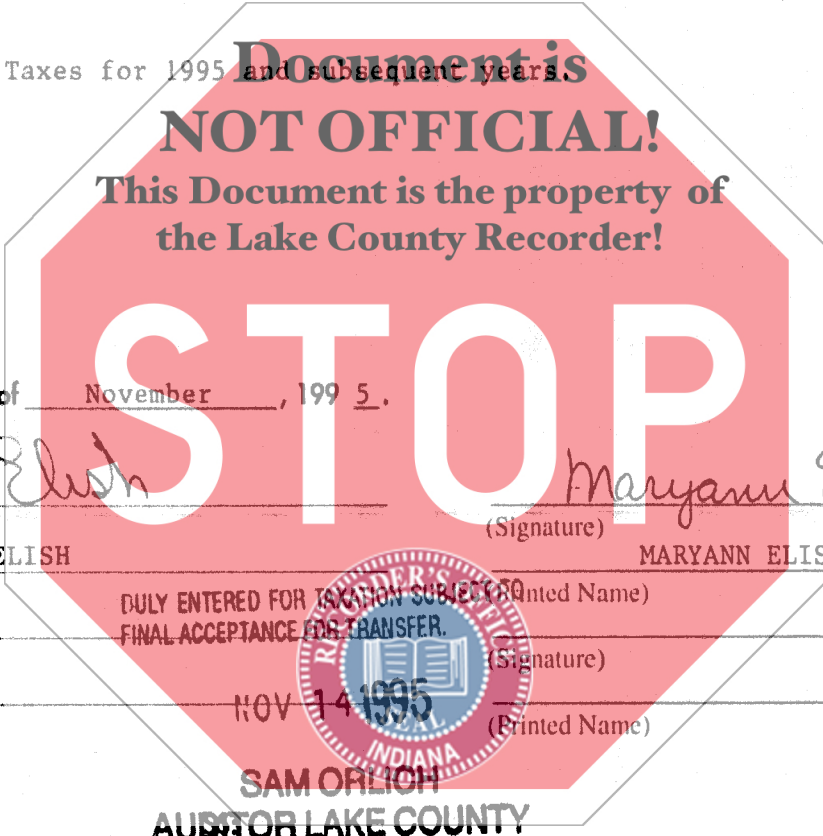 Document is
Taxes for 1995 and subsequent years.
NOT OFFICIAL!
This Document is the property of
the Lake County Recorder!
STOP
of November , 199 5 .
Elish Maryann
(Signature)
ELISH MARYANN ELIS
DULY ENTERED FOR TAXATION SUBJECT TO (Printed Name)
FINAL ACCEPTANCE FOR TRANSFER.
(Signature)
NOV 14 1995
(Printed Name)
RECORDER'S OFFICE
SEAL
INDIANA
SAM ORLICH
AUDITOR LAKE COUNTY